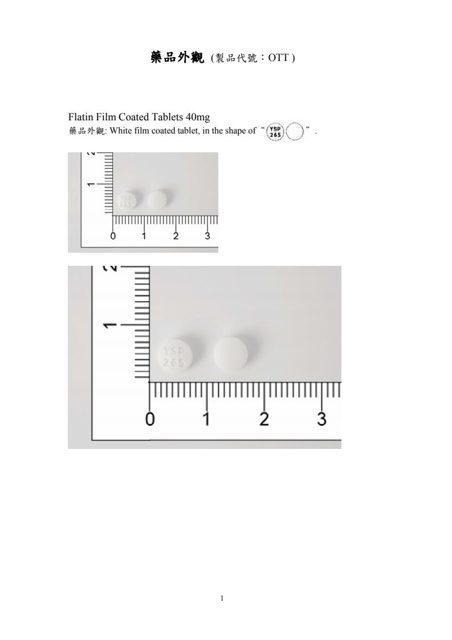 藥品外觀 (製品代號：OTT )
Flatin Film Coated Tablets 40mg
藥品外觀: White film coated tablet, in the shape of “ YSP 265 ” .
2
1
0 1 2 3
2
1
YSP
265
0 1 2 3
1